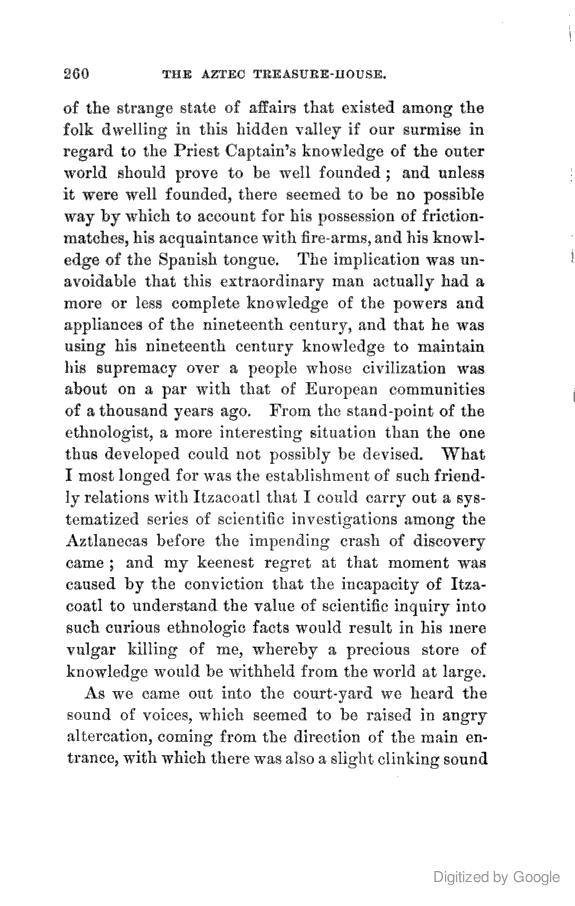 260 THE AZTEC TREASURE-HOUSE.
of the strange state of affairs that existed among the
folk dwelling in this hidden valley if our surmise in
regard to the Priest Captain's knowledge of the outer
world should prove to be well founded ; and unless
it were well founded, there seemed to be no possible
way by which to account for his possession of friction-
matches, his acquaintance with fire-arms, and his knowl-
edge of the Spanish tongue. The implication was un-
avoidable that this extraordinary man actually had a
more or less complete knowledge of the powers and
appliances of the nineteenth century, and that he was
using his nineteenth century knowledge to maintain
his supremacy over a people whose civilization was
about on a par with that of European communities
of a thousand years ago. From the stand-point of the
ethnologist, a more interesting situation than the one
thus developed could not possibly be devised. What
I most longed for was the establishment of such friend-
ly relations with Itzacoatl that I could carry out a sys-
tematized series of scientific investigations among the
Aztlanecas before the impending crash of discovery
came ; and my keenest regret at that moment was
caused by the conviction that the incapacity of Itza-
coatl to understand the value of scientific inquiry into
such curious ethnologic facts would result in his mere
vulgar killing of me, whereby a precious store of
knowledge would be withheld from the world at large.
As we came out into the court-yard we heard the
sound of voices, which seemed to be raised in angry
altercation, coming from the direction of the main en-
trance, with which there was also a slight clinking sound
Digitized by Google